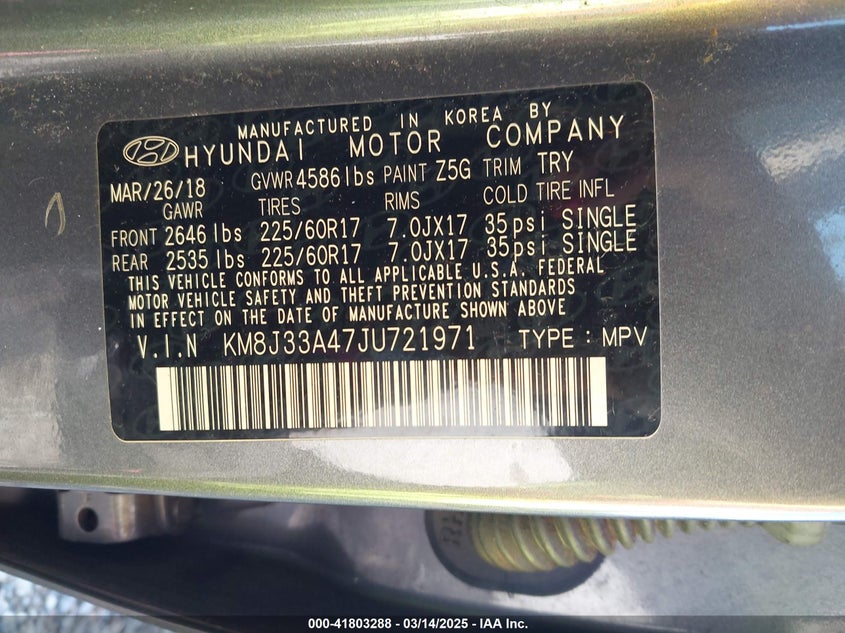 MANUFACTURED IN KOREA BY
HYUNDAI MOTOR COMPANY
MAR/26/18 GVWR 4586lbs PAINT Z5G TRIM TRY
GAWR TIRES RIMS COLD TIRE INFL
FRONT 2646 lbs 225/60R17 7.0JX17 35psi SINGLE
REAR 2535 lbs 225/60R17 7.0JX17 35psi SINGLE
THIS VEHICLE CONFORMS TO ALL APPLICABLE U.S.A. FEDERAL
MOTOR VEHICLE SAFETY AND THEFT PREVENTION STANDARDS
IN EFFECT ON THE DATE OF MANUFACTURE SHOWN ABOVE
V.I.N KM8J33A47JU721971 TYPE : MPV
000-41803288 - 03/14/2025 - IAA Inc.